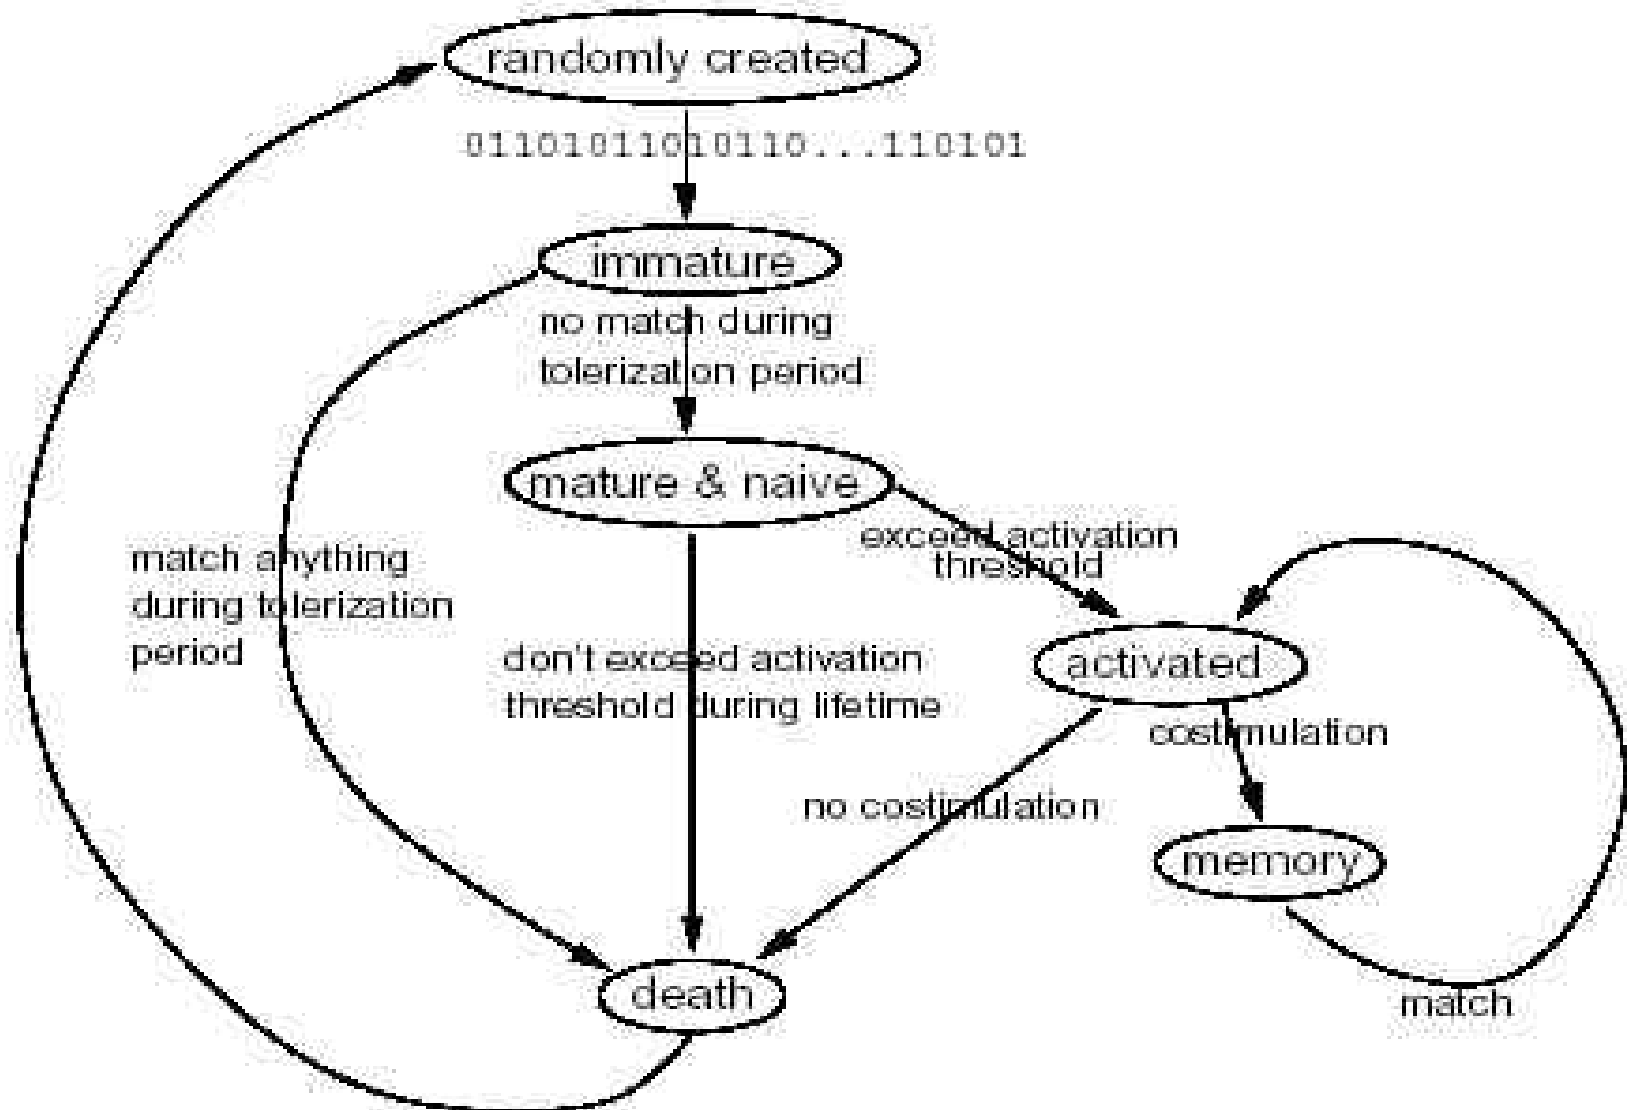 randomly created
01101011010110...110101
immature
no match during
tolerization period
mature & naive
exceed activation
threshold
match anything
during tolerization
period
don't exceed activation
threshold during lifetime
activated
costimulation
no costimulation
memory
death
match